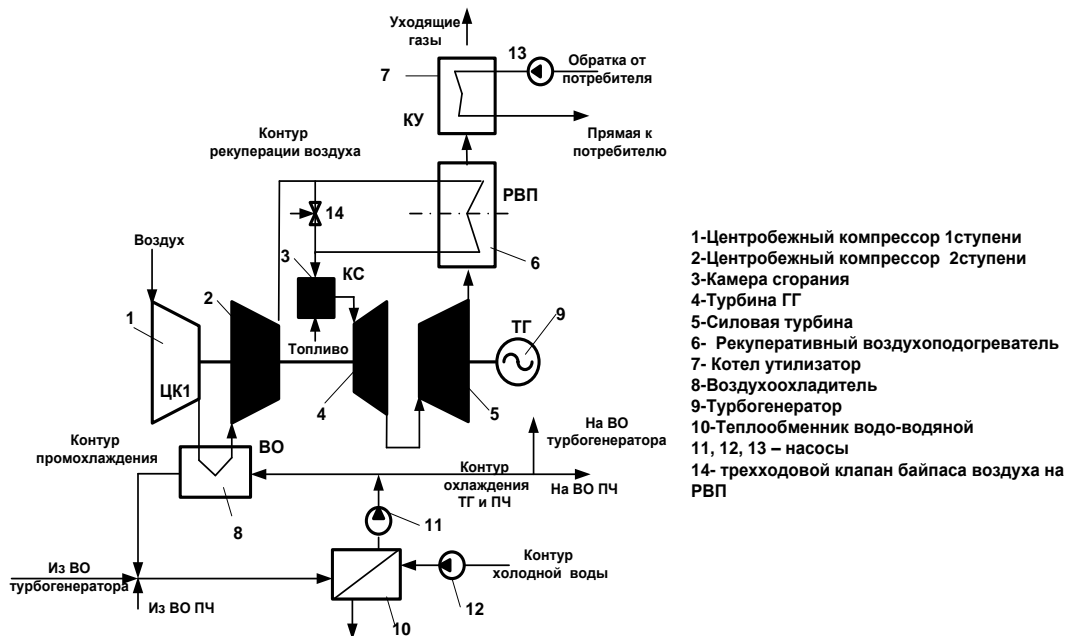 Уходящие
газы
13
Обратка от
потребителя
7
КУ
Прямая к
потребителю
Контур
рекуперации воздуха
РВП
14
Воздух
6
3
КС
2
1
ТГ
9
Топливо
ЦК1
4
5
Контур
промохлаждения
ВО
На ВО
турбогенератора
Контур
охлаждения
ТГ и ПЧ
На ВО ПЧ
8
11
Из ВО
турбогенератора
Контур
холодной воды
Из ВО ПЧ
12
10
1-Центробежный компрессор 1ступени
2-Центробежный компрессор 2ступени
3-Камера сгорания
4-Турбина ГГ
5-Силовая турбина
6- Рекуперативный воздухоподогреватель
7- Котел утилизатор
8-Воздухоохладитель
9-Турбогенератор
10-Теплообменник водо-водяной
11, 12, 13 – насосы
14- трехходовой клапан байпаса воздуха на
РВП